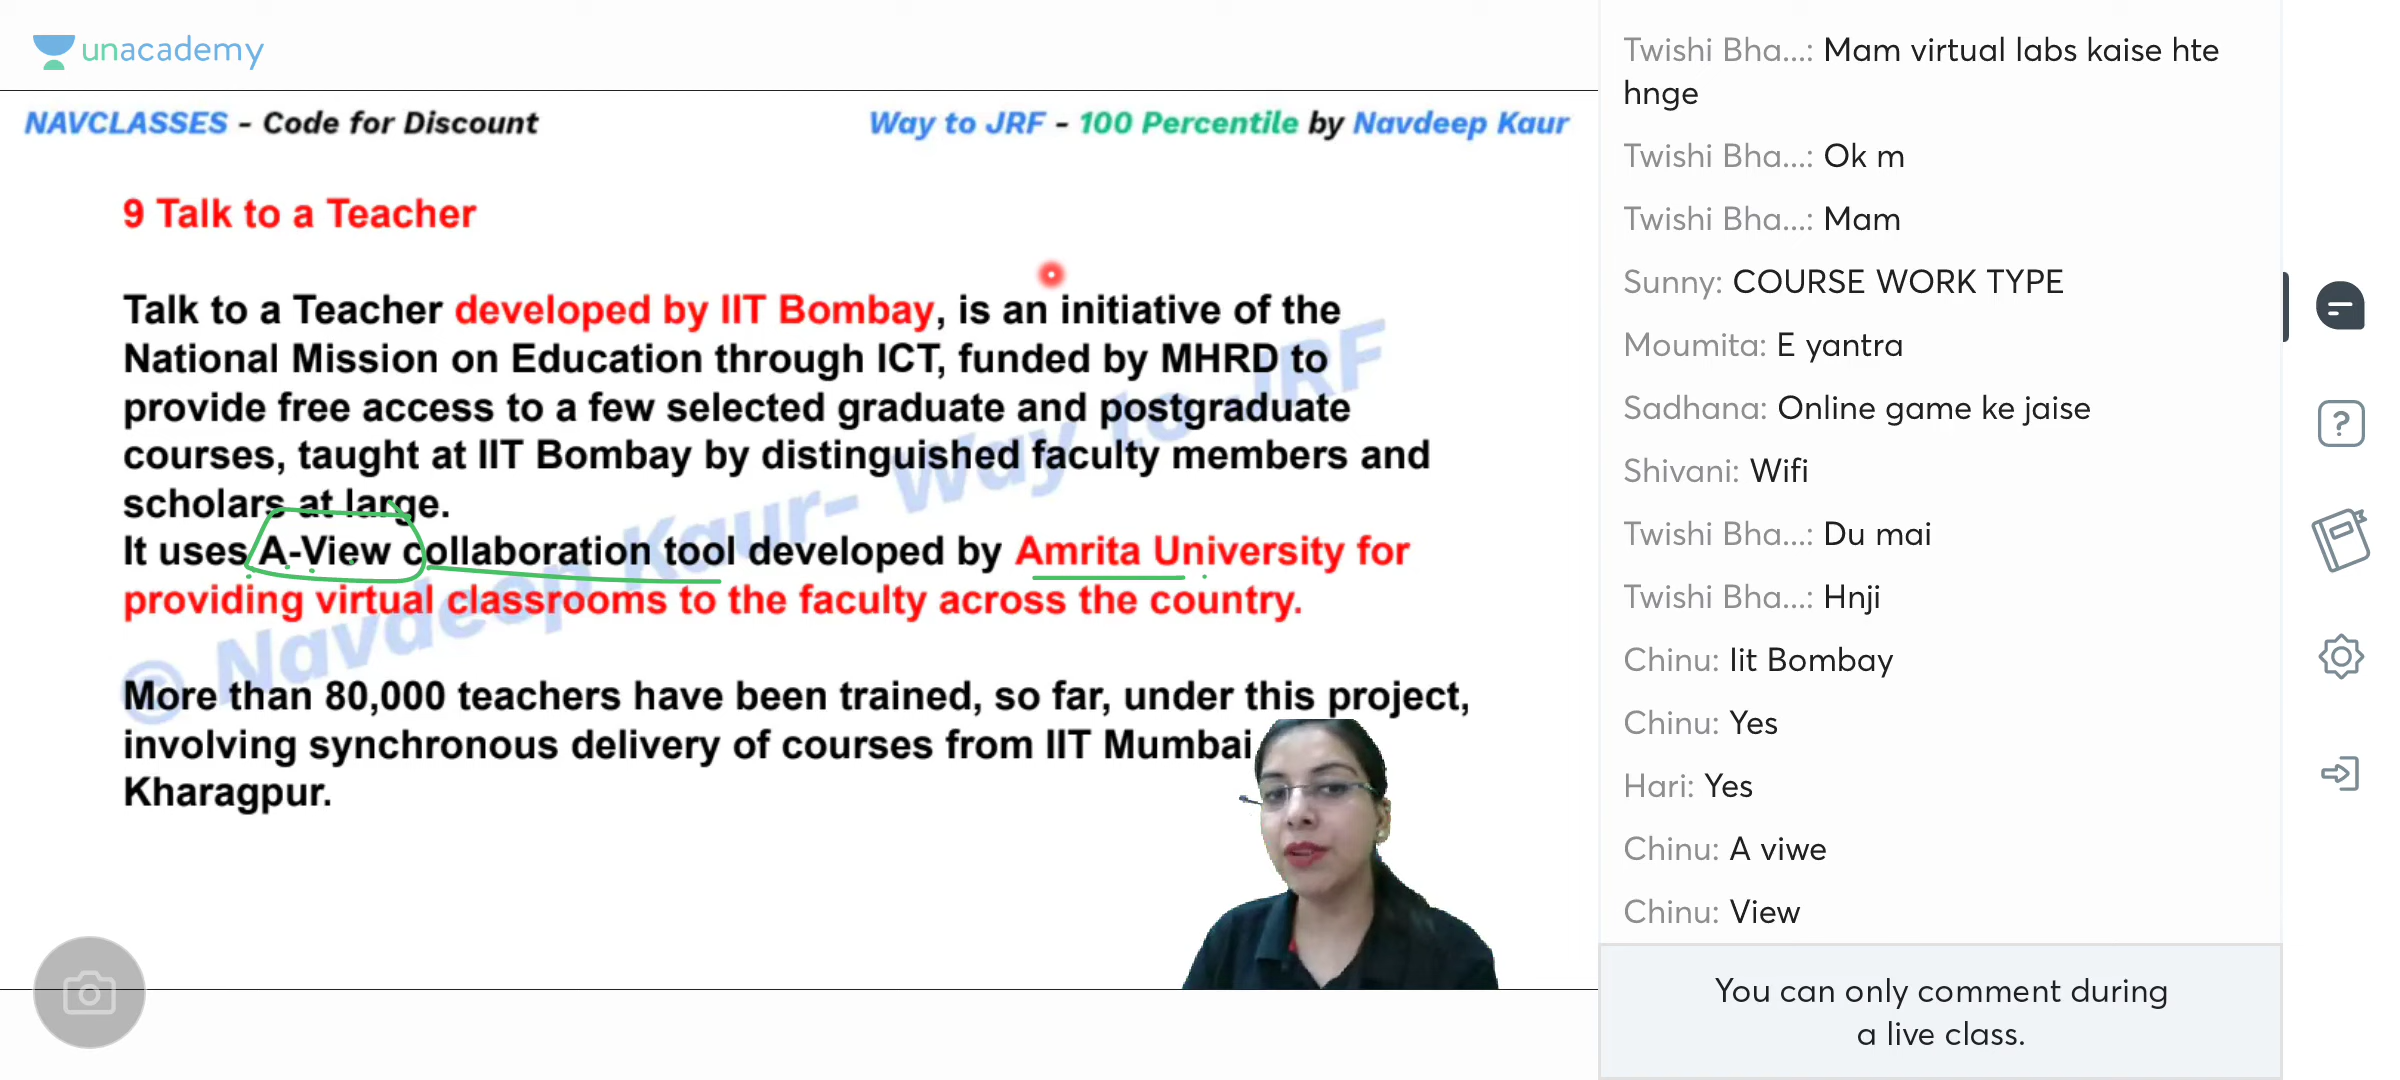 unacademy
NAVCLASSES - Code for Discount
Way to JRF - 100 Percentile by Navdeep Kaur
9 Talk to a Teacher
Talk to a Teacher developed by IIT Bombay, is an initiative of the
National Mission on Education through ICT, funded by MHRD to
provide free access to a few selected graduate and postgraduate
courses, taught at IIT Bombay by distinguished faculty members and
scholars at large.
It uses A-View collaboration tool developed by Amrita University for
providing virtual classrooms to the faculty across the country.
More than 80,000 teachers have been trained, so far, under this project,
involving synchronous delivery of courses from IIT Mumbai
Kharagpur.
© Navdeep Kaur- Way to JRF
Twishi Bha...: Mam virtual labs kaise hte
hnge
Twishi Bha...: Ok m
Twishi Bha...: Mam
Sunny: COURSE WORK TYPE
Moumita: E yantra
Sadhana: Online game ke jaise
Shivani: Wifi
Twishi Bha...: Du mai
Twishi Bha...: Hnji
Chinu: Iit Bombay
Chinu: Yes
Hari: Yes
Chinu: A viwe
Chinu: View
You can only comment during
a live class.